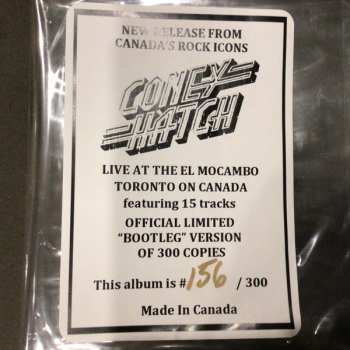 NEW RELEASE FROM
CANADA'S ROCK ICONS
CONEY
HATCH
LIVE AT THE EL MOCAMBO
TORONTO ON CANADA
featuring 15 tracks
OFFICIAL LIMITED
"BOOTLEG" VERSION
OF 300 COPIES
This album is #156 / 300
Made In Canada